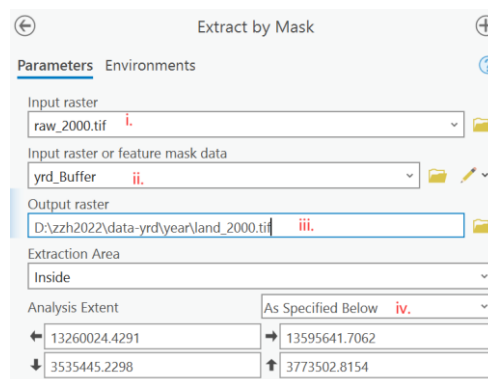 Extract by Mask
Parameters Environments
Input raster
raw_2000.tif i.
Input raster or feature mask data
yrd_Buffer ii.
Output raster
D:\zzh2022\data-yrd\year\land_2000.tif iii.
Extraction Area
Inside
Analysis Extent As Specified Below iv.
13260024.4291 13595641.7062
3535445.2298 3773502.8154